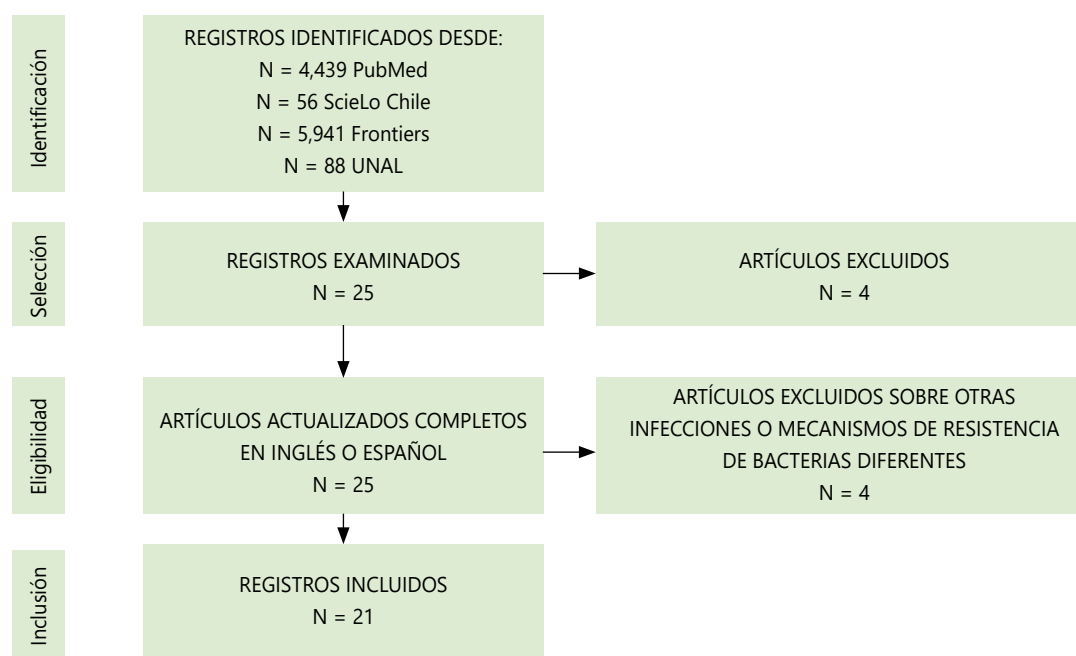 Identificación
REGISTROS IDENTIFICADOS DESDE:
N = 4,439 PubMed
N = 56 ScieLo Chile
N = 5,941 Frontiers
N = 88 UNAL
Selección
REGISTROS EXAMINADOS
N = 25
ARTÍCULOS EXCLUIDOS
N = 4
Eligibilidad
ARTÍCULOS ACTUALIZADOS COMPLETOS
EN INGLÉS O ESPAÑOL
N = 25
ARTÍCULOS EXCLUIDOS SOBRE OTRAS
INFECCIONES O MECANISMOS DE RESISTENCIA
DE BACTERIAS DIFERENTES
N = 4
Inclusión
REGISTROS INCLUIDOS
N = 21